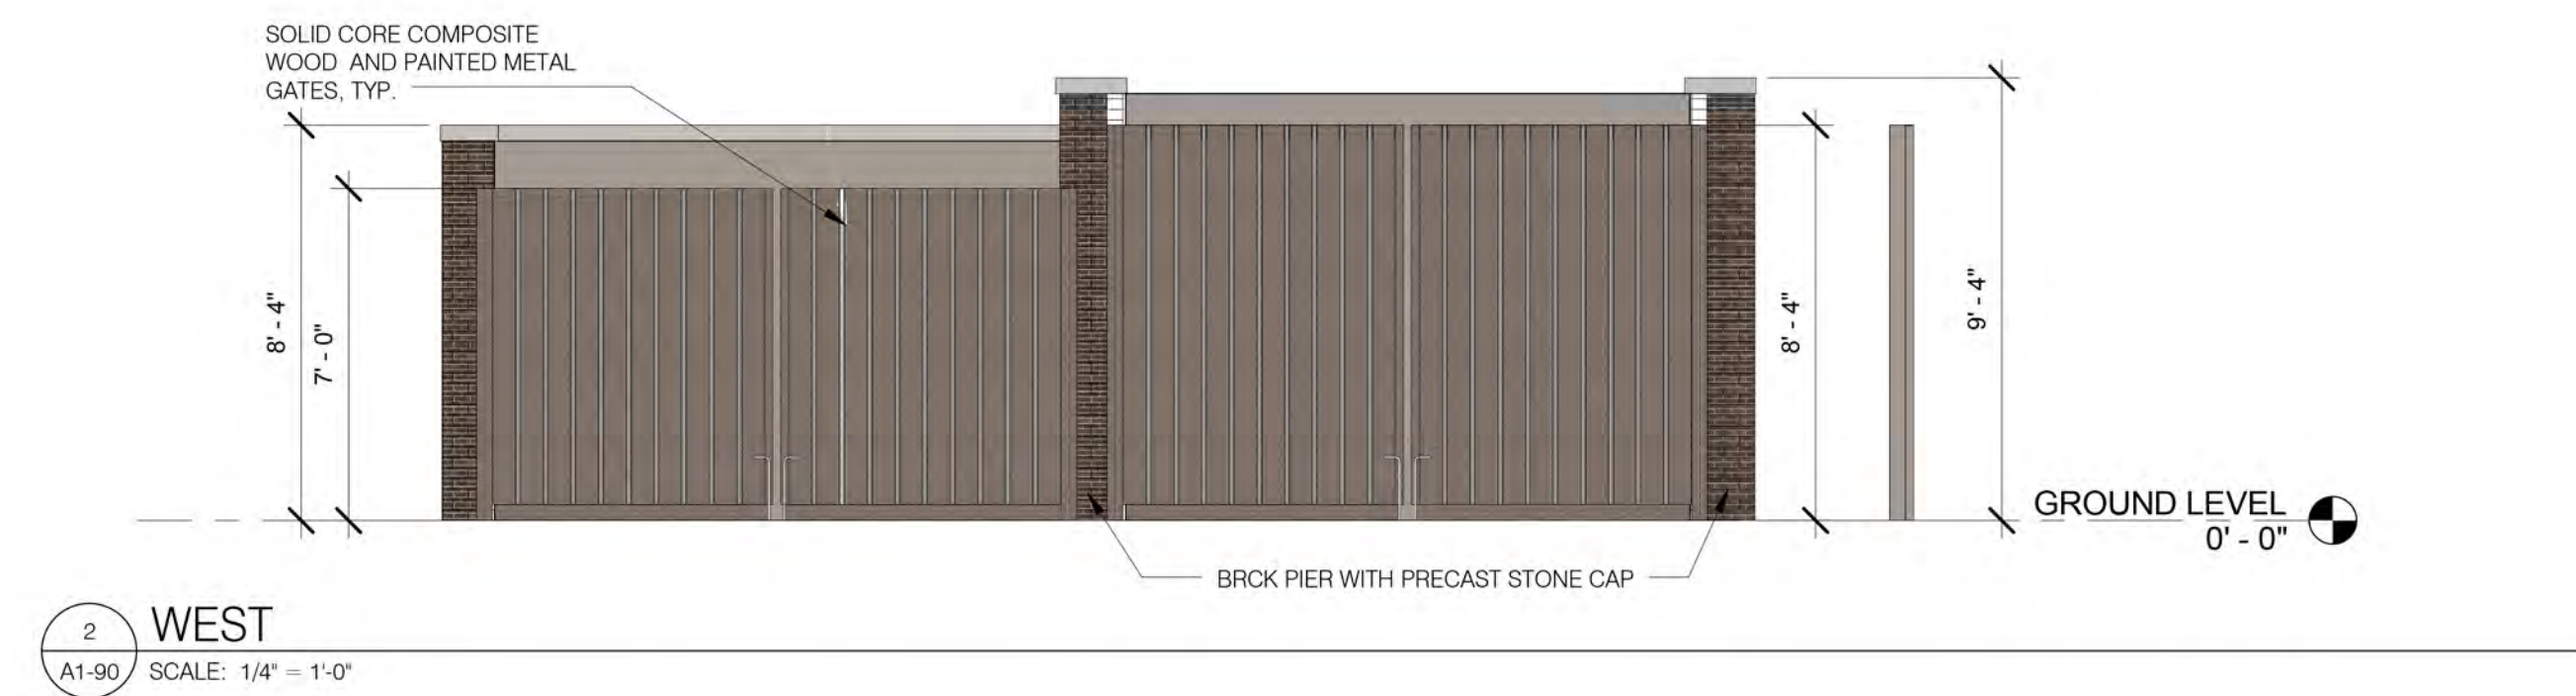 SOLID CORE COMPOSITE
WOOD AND PAINTED METAL
GATES, TYP.
8' - 4"
7' - 0"
8' - 4"
9' - 4"
GROUND LEVEL
0' - 0"
BRCK PIER WITH PRECAST STONE CAP
2
WEST
A1-90
SCALE: 1/4" = 1'-0"